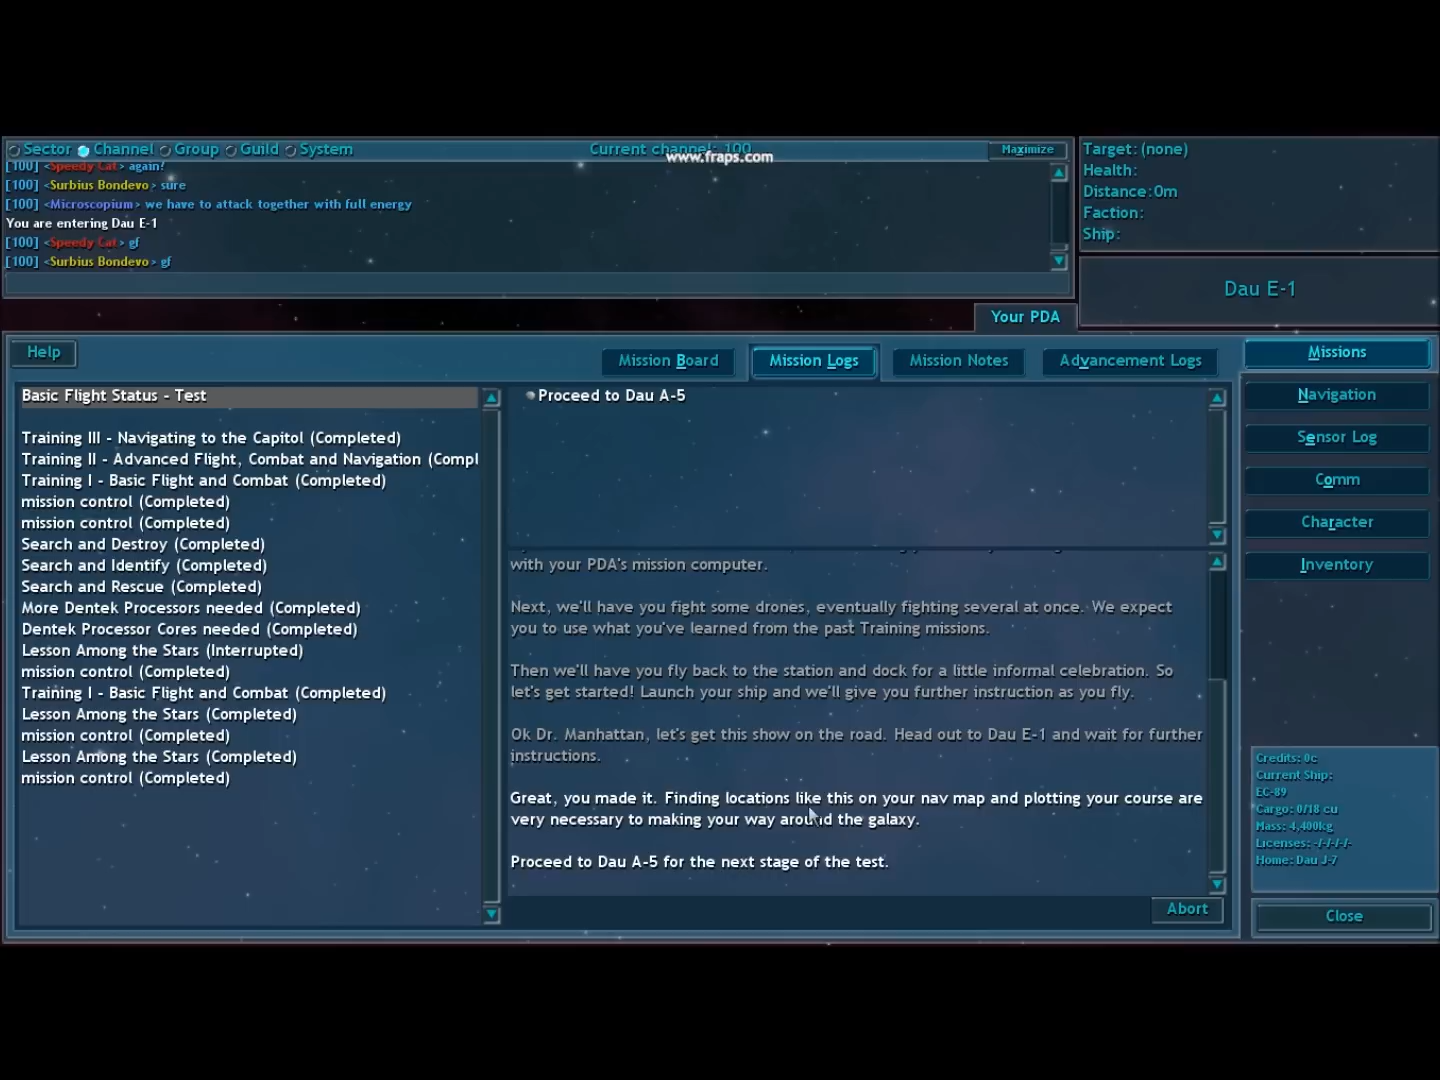 Sector Channel Group Guild System Current channel: 100 Maximize
www.fraps.com
[100] <Speedy Cat> again?
[100] <Surbius Bondevo> sure
[100] <Microscopium> we have to attack together with full energy
You are entering Dau E-1
[100] <Speedy Cat> gf
[100] <Surbius Bondevo> gf
Target: (none)
Health:
Distance:0m
Faction:
Ship:
Dau E-1
Your PDA
Help
Mission Board
Mission Logs
Mission Notes
Advancement Logs
Missions
Navigation
Sensor Log
Comm
Character
Inventory
Basic Flight Status - Test
Training III - Navigating to the Capitol (Completed)
Training II - Advanced Flight, Combat and Navigation (Compl
Training I - Basic Flight and Combat (Completed)
mission control (Completed)
mission control (Completed)
Search and Destroy (Completed)
Search and Identify (Completed)
Search and Rescue (Completed)
More Dentek Processors needed (Completed)
Dentek Processor Cores needed (Completed)
Lesson Among the Stars (Interrupted)
mission control (Completed)
Training I - Basic Flight and Combat (Completed)
Lesson Among the Stars (Completed)
mission control (Completed)
Lesson Among the Stars (Completed)
mission control (Completed)
Proceed to Dau A-5
with your PDA's mission computer.
Next, we'll have you fight some drones, eventually fighting several at once. We expect
you to use what you've learned from the past Training missions.
Then we'll have you fly back to the station and dock for a little informal celebration. So
let's get started! Launch your ship and we'll give you further instruction as you fly.
Ok Dr. Manhattan, let's get this show on the road. Head out to Dau E-1 and wait for further
instructions.
Great, you made it. Finding locations like this on your nav map and plotting your course are
very necessary to making your way around the galaxy.
Proceed to Dau A-5 for the next stage of the test.
Abort
Credits: 0c
Current Ship:
EC-89
Cargo: 0/18 cu
Mass: 4,400kg
Licenses: -/-/-/-/-
Home: Dau J-7
Close